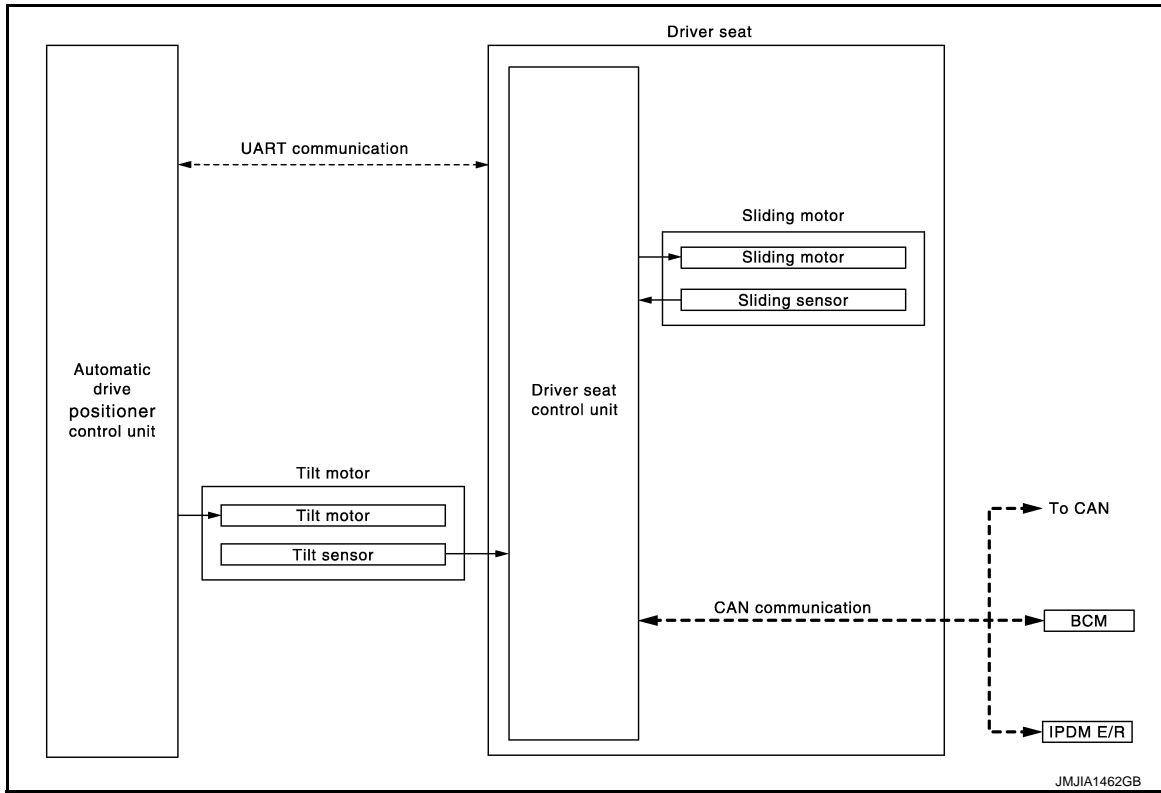 Driver seat
UART communication
Sliding motor
Sliding motor
Sliding sensor
Automatic
drive
positioner
control unit
Driver seat
control unit
Tilt motor
Tilt motor
Tilt sensor
To CAN
CAN communication
BCM
IPDM E/R
JMJIA1462GB